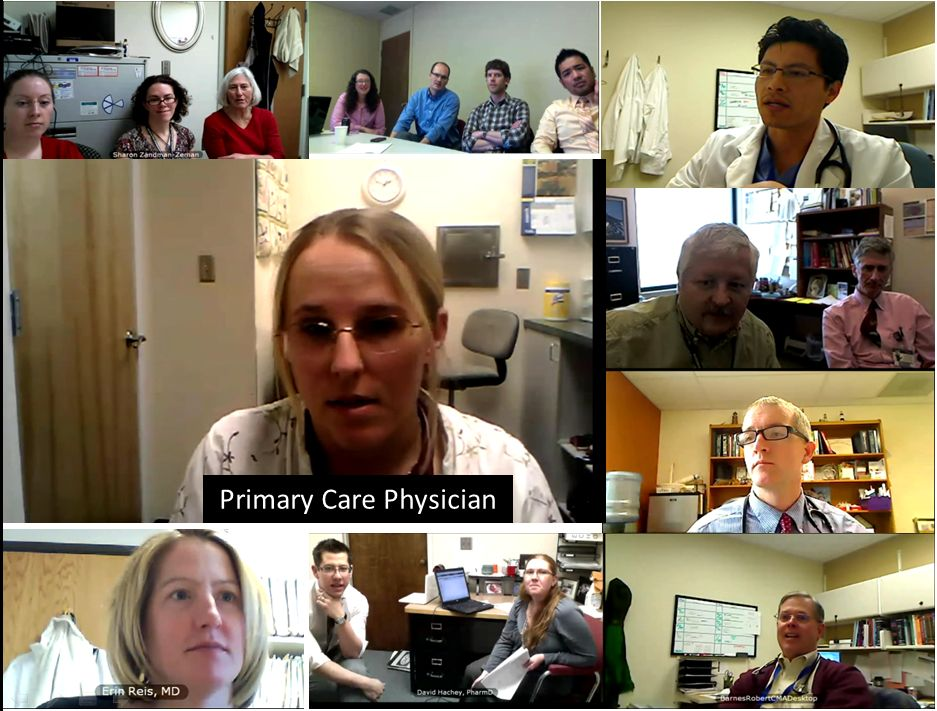 Sharon Zandman-Zeman
Primary Care Physician
Erin Reis, MD
David Hachey, PharmD
BarnesRobertCMADesktop